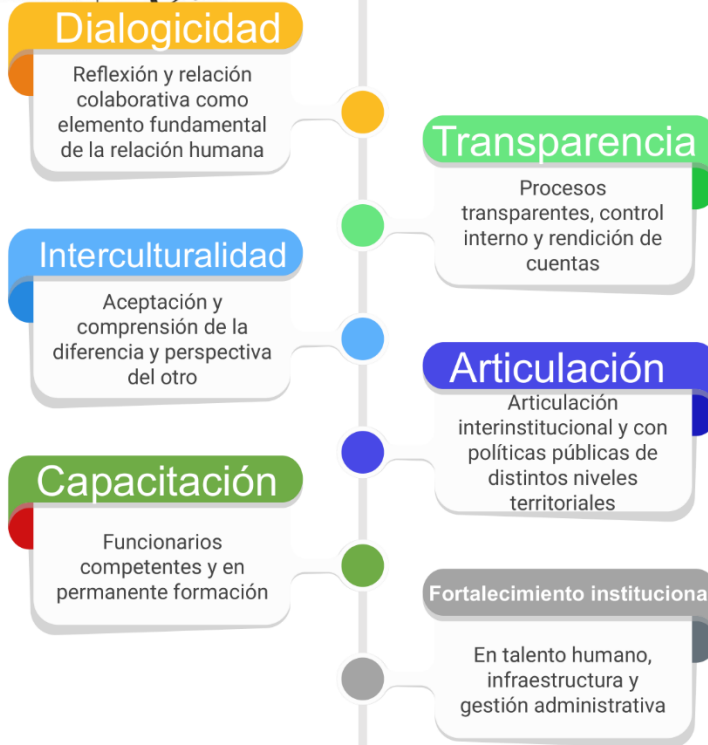 Dialogicidad
Reflexión y relación
colaborativa como
elemento fundamental
de la relación humana
Transparencia
Procesos
transparentes, control
interno y rendición de
cuentas
Interculturalidad
Aceptación y
comprensión de la
diferencia y perspectiva
del otro
Articulación
Articulación
interinstitucional y con
políticas públicas de
distintos niveles
territoriales
Capacitación
Funcionarios
competentes y en
permanente formación
Fortalecimiento instituciona
En talento humano,
infraestructura y
gestión administrativa